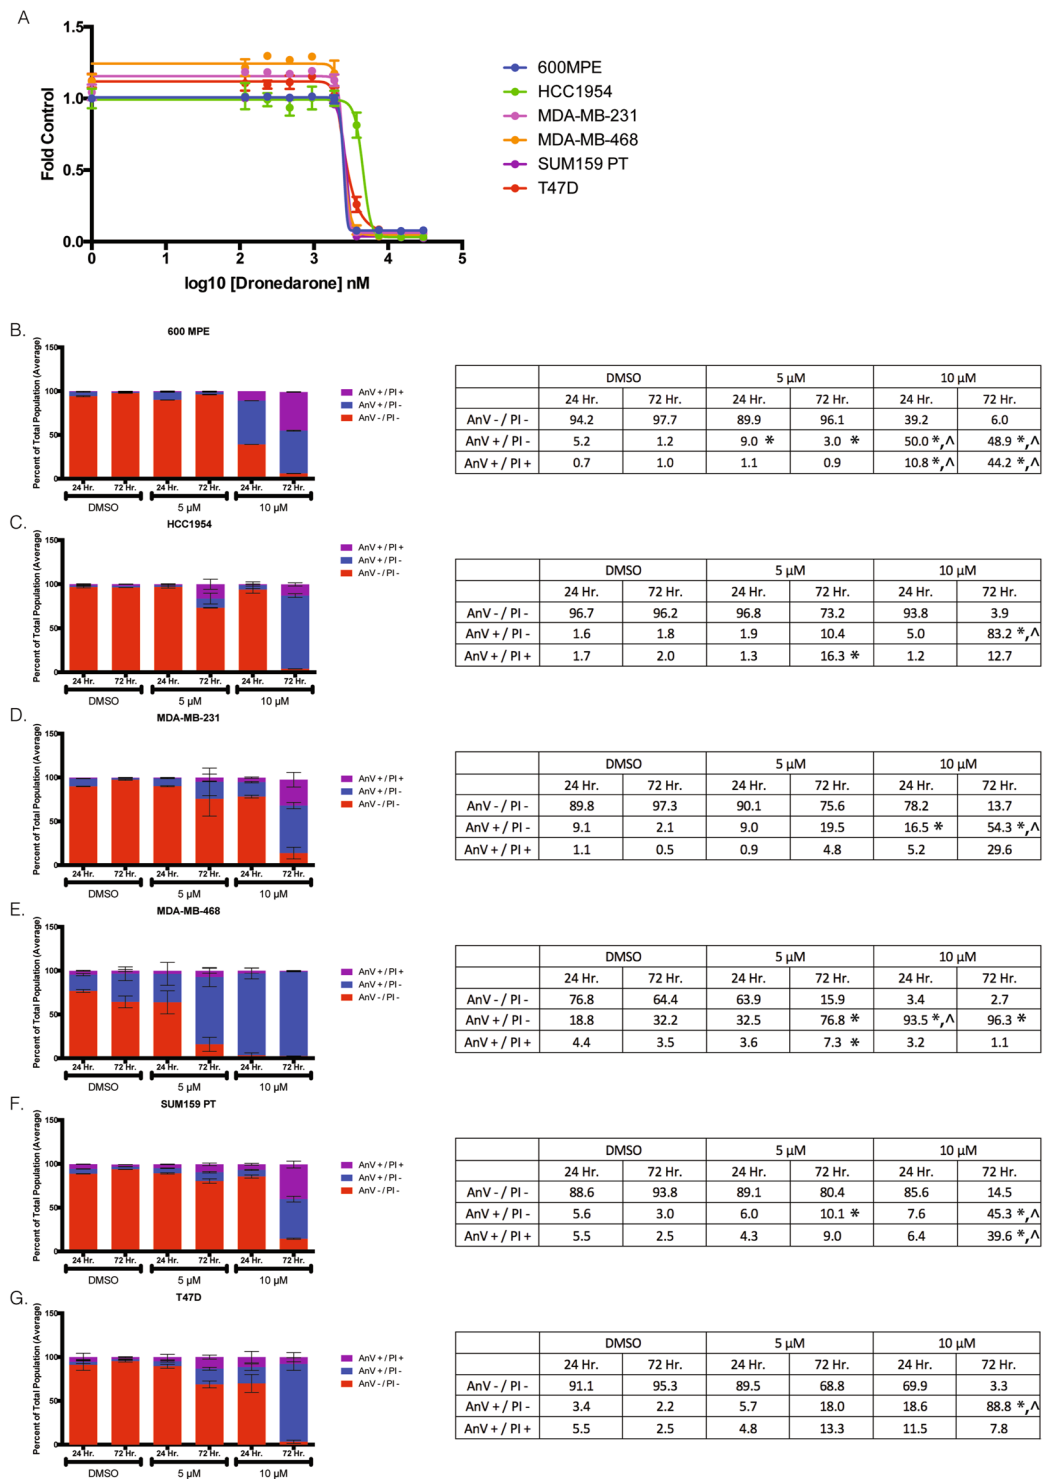 A
1.5
1.0
0.5
0.0
Fold Control
0 1 2 3 4 5
log10 [Dronedarone] nM
600MPE
HCC1954
MDA-MB-231
MDA-MB-468
SUM159 PT
T47D
B.
600 MPE
Percent of Total Population (Average)
150
100
50
0
24 Hr. 72 Hr. 24 Hr. 72 Hr. 24 Hr. 72 Hr.
DMSO 5 µM 10 µM
AnV + / PI +
AnV + / PI -
AnV - / PI -
DMSO 5 µM 10 µM
24 Hr. 72 Hr. 24 Hr. 72 Hr. 24 Hr. 72 Hr.
AnV - / PI - 94.2 97.7 89.9 96.1 39.2 6.0
AnV + / PI - 5.2 1.2 9.0 * 3.0 * 50.0 *,^ 48.9 *,^
AnV + / PI + 0.7 1.0 1.1 0.9 10.8 *,^ 44.2 *,^
C.
HCC1954
Percent of Total Population (Average)
150
100
50
0
24 Hr. 72 Hr. 24 Hr. 72 Hr. 24 Hr. 72 Hr.
DMSO 5 µM 10 µM
AnV + / PI +
AnV + / PI -
AnV - / PI -
DMSO 5 µM 10 µM
24 Hr. 72 Hr. 24 Hr. 72 Hr. 24 Hr. 72 Hr.
AnV - / PI - 96.7 96.2 96.8 73.2 93.8 3.9
AnV + / PI - 1.6 1.8 1.9 10.4 5.0 83.2 *,^
AnV + / PI + 1.7 2.0 1.3 16.3 * 1.2 12.7
D.
MDA-MB-231
Percent of Total Population (Average)
150
100
50
0
24 Hr. 72 Hr. 24 Hr. 72 Hr. 24 Hr. 72 Hr.
DMSO 5 µM 10 µM
AnV + / PI +
AnV + / PI -
AnV - / PI -
DMSO 5 µM 10 µM
24 Hr. 72 Hr. 24 Hr. 72 Hr. 24 Hr. 72 Hr.
AnV - / PI - 89.8 97.3 90.1 75.6 78.2 13.7
AnV + / PI - 9.1 2.1 9.0 19.5 16.5 * 54.3 *,^
AnV + / PI + 1.1 0.5 0.9 4.8 5.2 29.6
E.
MDA-MB-468
Percent of Total Population (Average)
150
100
50
0
24 Hr. 72 Hr. 24 Hr. 72 Hr. 24 Hr. 72 Hr.
DMSO 5 µM 10 µM
AnV + / PI +
AnV + / PI -
AnV - / PI -
DMSO 5 µM 10 µM
24 Hr. 72 Hr. 24 Hr. 72 Hr. 24 Hr. 72 Hr.
AnV - / PI - 76.8 64.4 63.9 15.9 3.4 2.7
AnV + / PI - 18.8 32.2 32.5 76.8 * 93.5 *,^ 96.3 *
AnV + / PI + 4.4 3.5 3.6 7.3 * 3.2 1.1
F.
SUM159 PT
Percent of Total Population (Average)
150
100
50
0
24 Hr. 72 Hr. 24 Hr. 72 Hr. 24 Hr. 72 Hr.
DMSO 5 µM 10 µM
AnV + / PI +
AnV + / PI -
AnV - / PI -
DMSO 5 µM 10 µM
24 Hr. 72 Hr. 24 Hr. 72 Hr. 24 Hr. 72 Hr.
AnV - / PI - 88.6 93.8 89.1 80.4 85.6 14.5
AnV + / PI - 5.6 3.0 6.0 10.1 * 7.6 45.3 *,^
AnV + / PI + 5.5 2.5 4.3 9.0 6.4 39.6 *,^
G.
T47D
Percent of Total Population (Average)
150
100
50
0
24 Hr. 72 Hr. 24 Hr. 72 Hr. 24 Hr. 72 Hr.
DMSO 5 µM 10 µM
AnV + / PI +
AnV + / PI -
AnV - / PI -
DMSO 5 µM 10 µM
24 Hr. 72 Hr. 24 Hr. 72 Hr. 24 Hr. 72 Hr.
AnV - / PI - 91.1 95.3 89.5 68.8 69.9 3.3
AnV + / PI - 3.4 2.2 5.7 18.0 18.6 88.8 *,^
AnV + / PI + 5.5 2.5 4.8 13.3 11.5 7.8